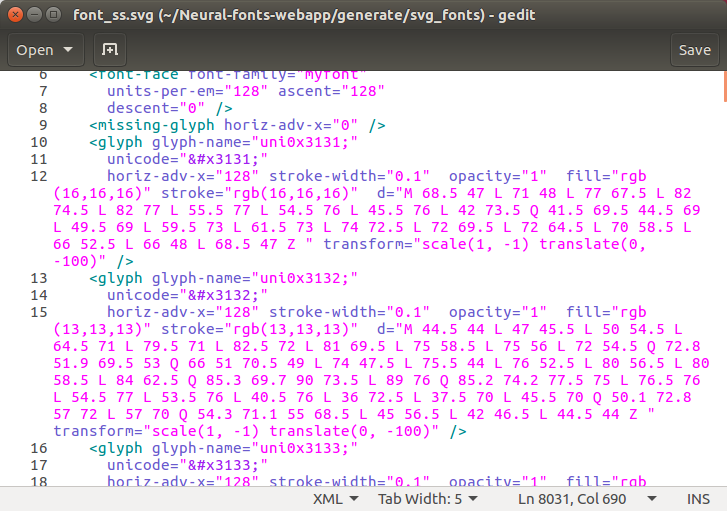 font_ss.svg (~/Neural-fonts-webapp/generate/svg_fonts) - gedit
Open Save
6 <font-face font-family="Myfont"
7 units-per-em="128" ascent="128"
8 descent="0" />
9 <missing-glyph horiz-adv-x="0" />
10 <glyph glyph-name="uni0x3131;"
11 unicode="&#x3131;"
12 horiz-adv-x="128" stroke-width="0.1" opacity="1" fill="rgb
(16,16,16)" stroke="rgb(16,16,16)" d="M 68.5 47 L 71 48 L 77 67.5 L 82
74.5 L 82 77 L 55.5 77 L 54.5 76 L 45.5 76 L 42 73.5 Q 41.5 69.5 44.5 69
L 49.5 69 L 59.5 73 L 61.5 73 L 74 72.5 L 72 69.5 L 72 64.5 L 70 58.5 L
66 52.5 L 66 48 L 68.5 47 Z " transform="scale(1, -1) translate(0,
-100)" />
13 <glyph glyph-name="uni0x3132;"
14 unicode="&#x3132;"
15 horiz-adv-x="128" stroke-width="0.1" opacity="1" fill="rgb
(13,13,13)" stroke="rgb(13,13,13)" d="M 44.5 44 L 47 45.5 L 50 54.5 L
64.5 71 L 79.5 71 L 82.5 72 L 81 69.5 L 75 58.5 L 75 56 L 72 54.5 Q 72.8
51.9 69.5 53 Q 66 51 70.5 49 L 74 47.5 L 75.5 44 L 76 52.5 L 80 56.5 L 80
58.5 L 84 62.5 Q 85.3 69.7 90 73.5 L 89 76 Q 85.2 74.2 77.5 75 L 76.5 76
L 54.5 77 L 53.5 76 L 40.5 76 L 36 72.5 L 37.5 70 L 45.5 70 Q 50.1 72.8
57 72 L 57 70 Q 54.3 71.1 55 68.5 L 45 56.5 L 42 46.5 L 44.5 44 Z "
transform="scale(1, -1) translate(0, -100)" />
16 <glyph glyph-name="uni0x3133;"
17 unicode="&#x3133;"
18 horiz-adv-x="128" stroke-width="0.1" opacity="1" fill="rgb
XML Tab Width: 5 Ln 8031, Col 690 INS